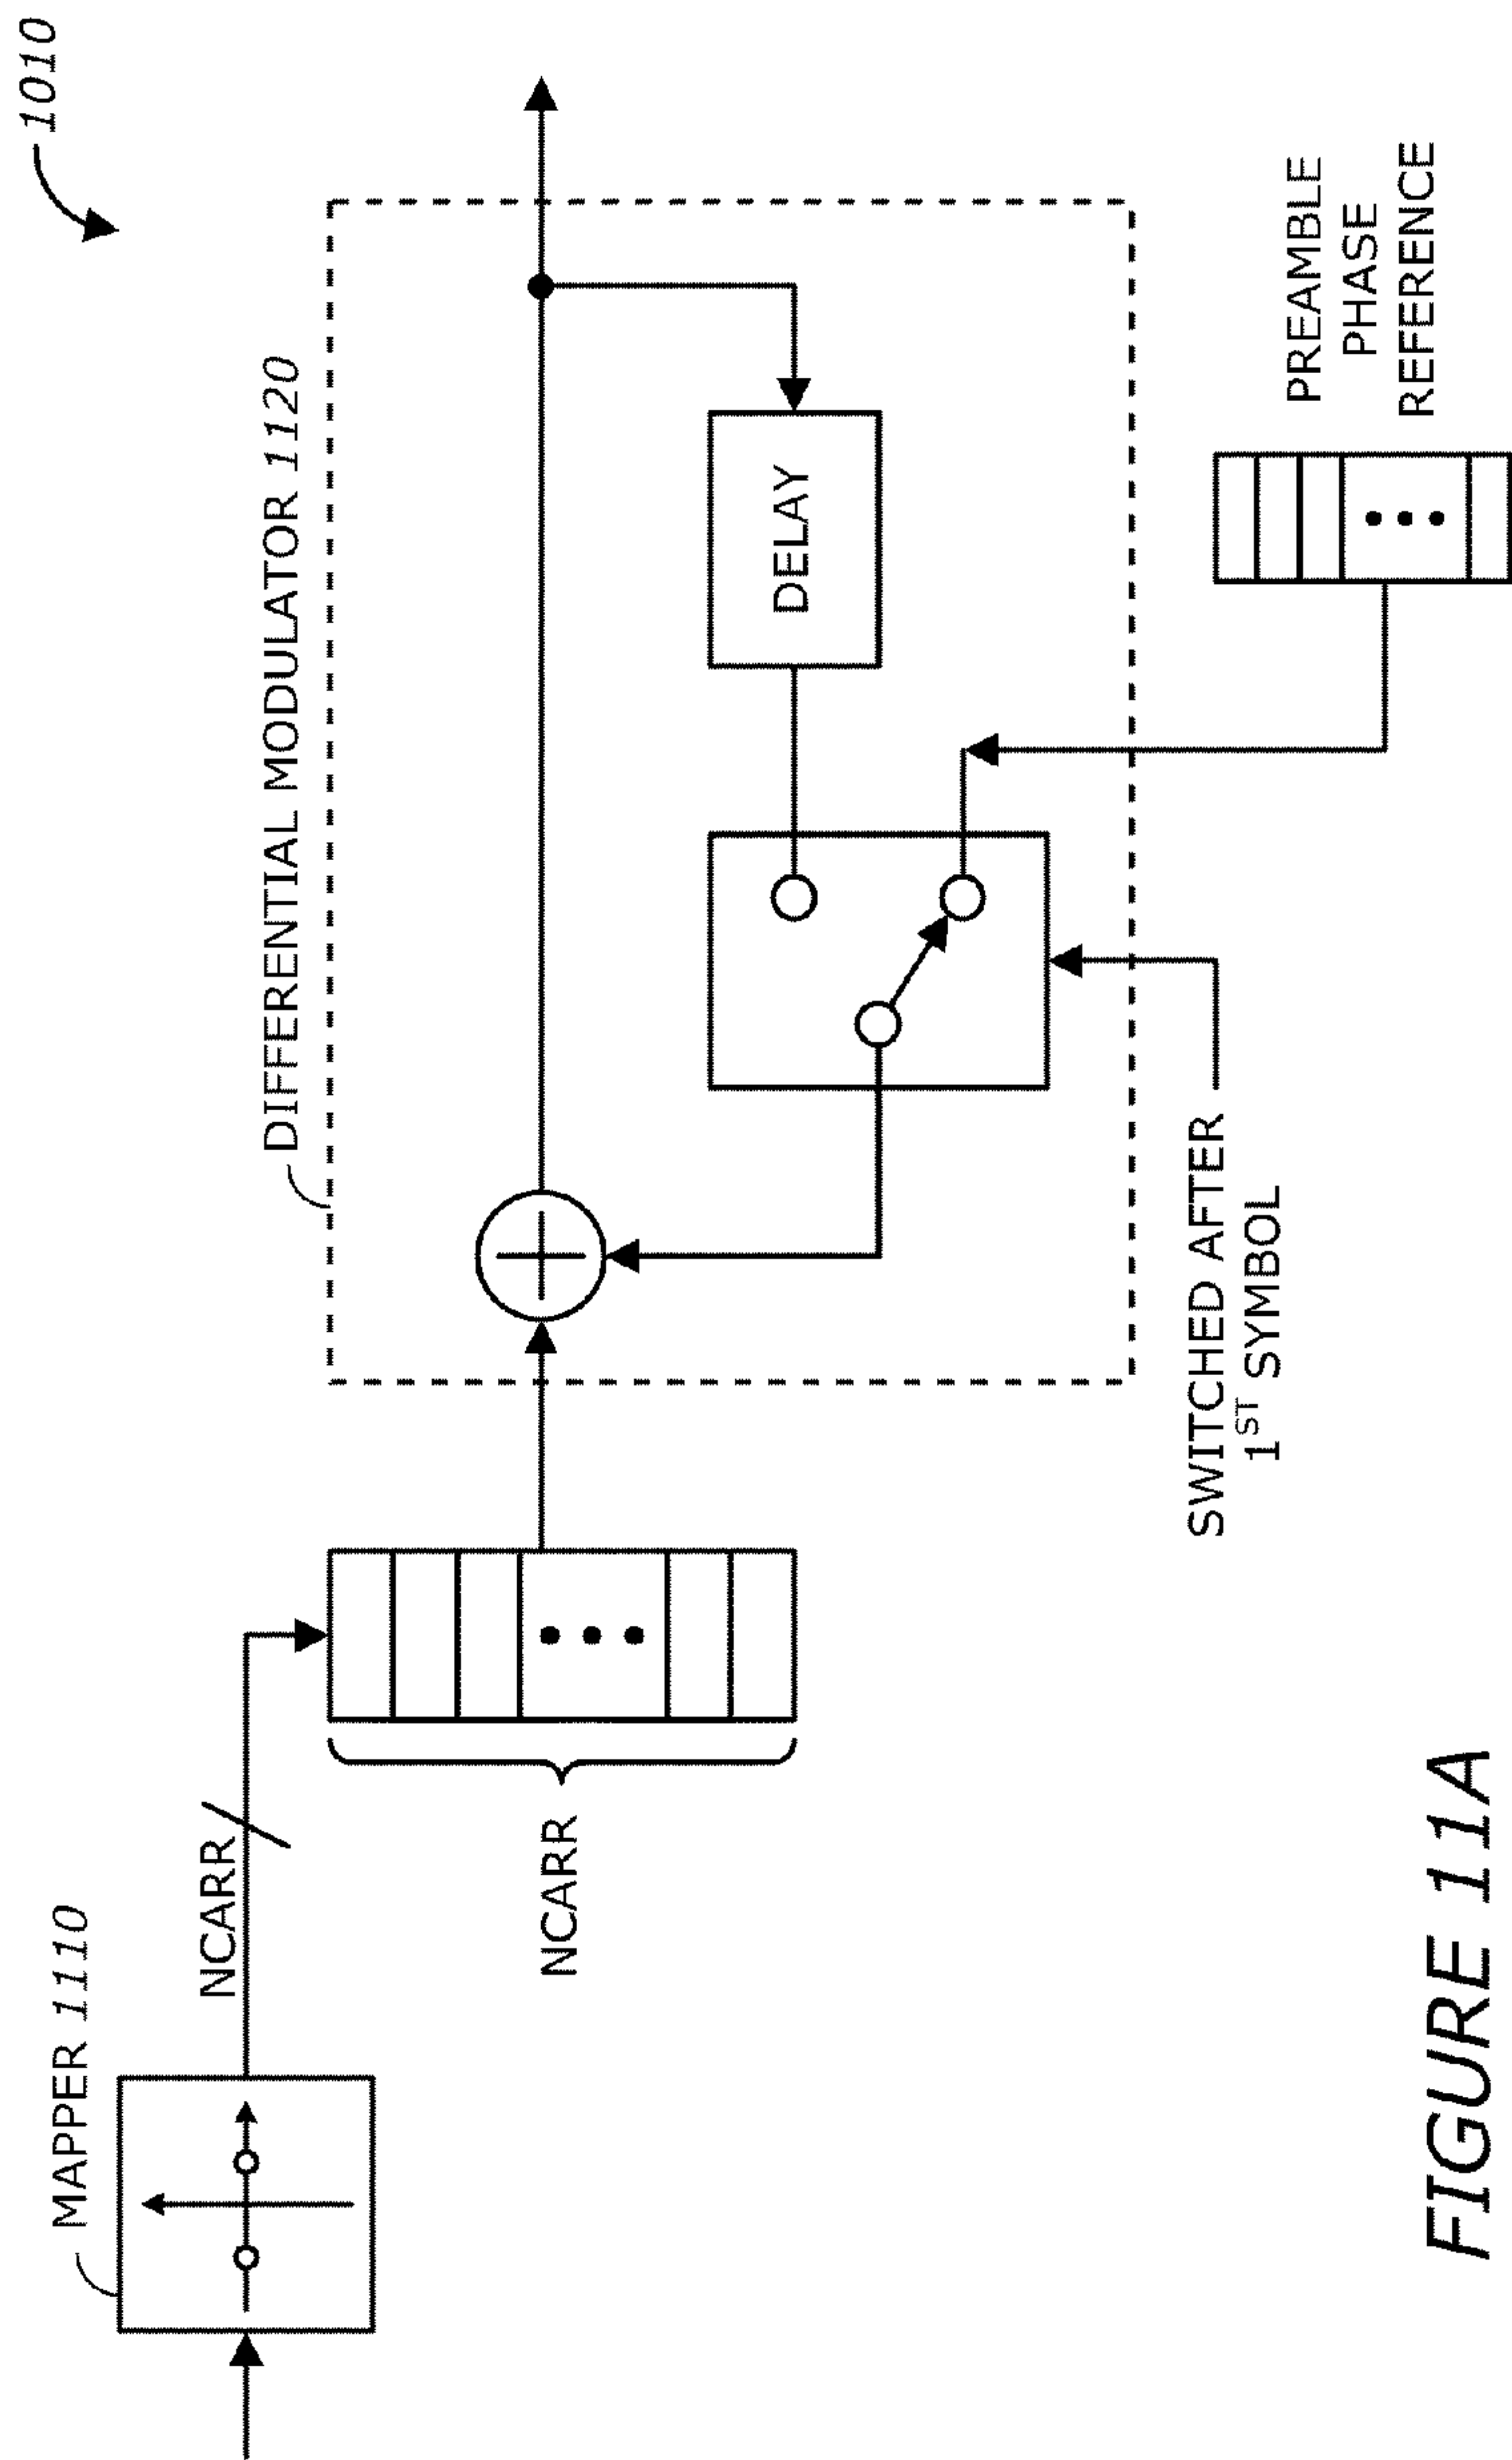 1010
MAPPER 1110
NCARR
NCARR
DIFFERENTIAL MODULATOR 1120
DELAY
SWITCHED AFTER
1ST SYMBOL
PREAMBLE
PHASE
REFERENCE
FIGURE 11A